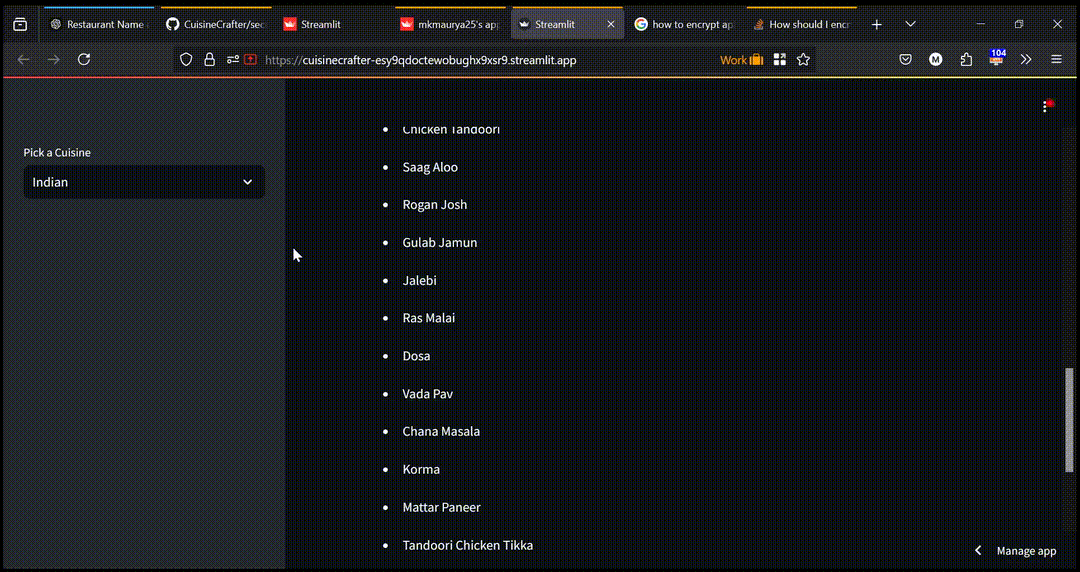 Restaurant Name
CuisineCrafter/sec
Streamlit
mkmaurya25's app
Streamlit
how to encrypt api
How should I encr
https://cuisinecrafter-esy9qdoctewobughx9xsr9.streamlit.app
Work
M
104
Pick a Cuisine
Indian
Chicken Tandoori
Saag Aloo
Rogan Josh
Gulab Jamun
Jalebi
Ras Malai
Dosa
Vada Pav
Chana Masala
Korma
Mattar Paneer
Tandoori Chicken Tikka
Manage app